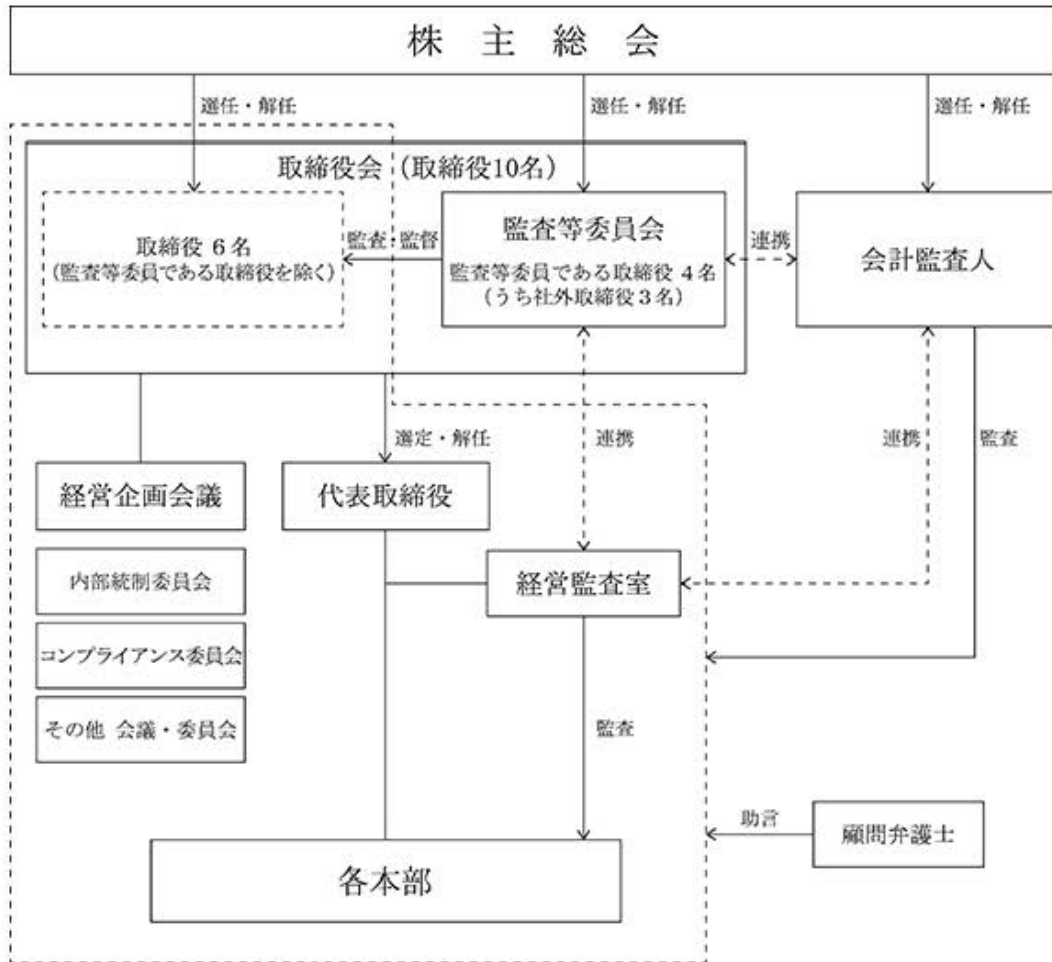 株主総会
選任・解任
選任・解任
選任・解任
取締役会（取締役10名）
取締役 6名
(監査等委員である取締役を除く)
監査・監督
監査等委員会
監査等委員である取締役 4名
(うち社外取締役3名)
連携
会計監査人
選定・解任
連携
連携
監査
経営企画会議
代表取締役
内部統制委員会
経営監査室
コンプライアンス委員会
その他 会議・委員会
監査
助言
顧問弁護士
各本部